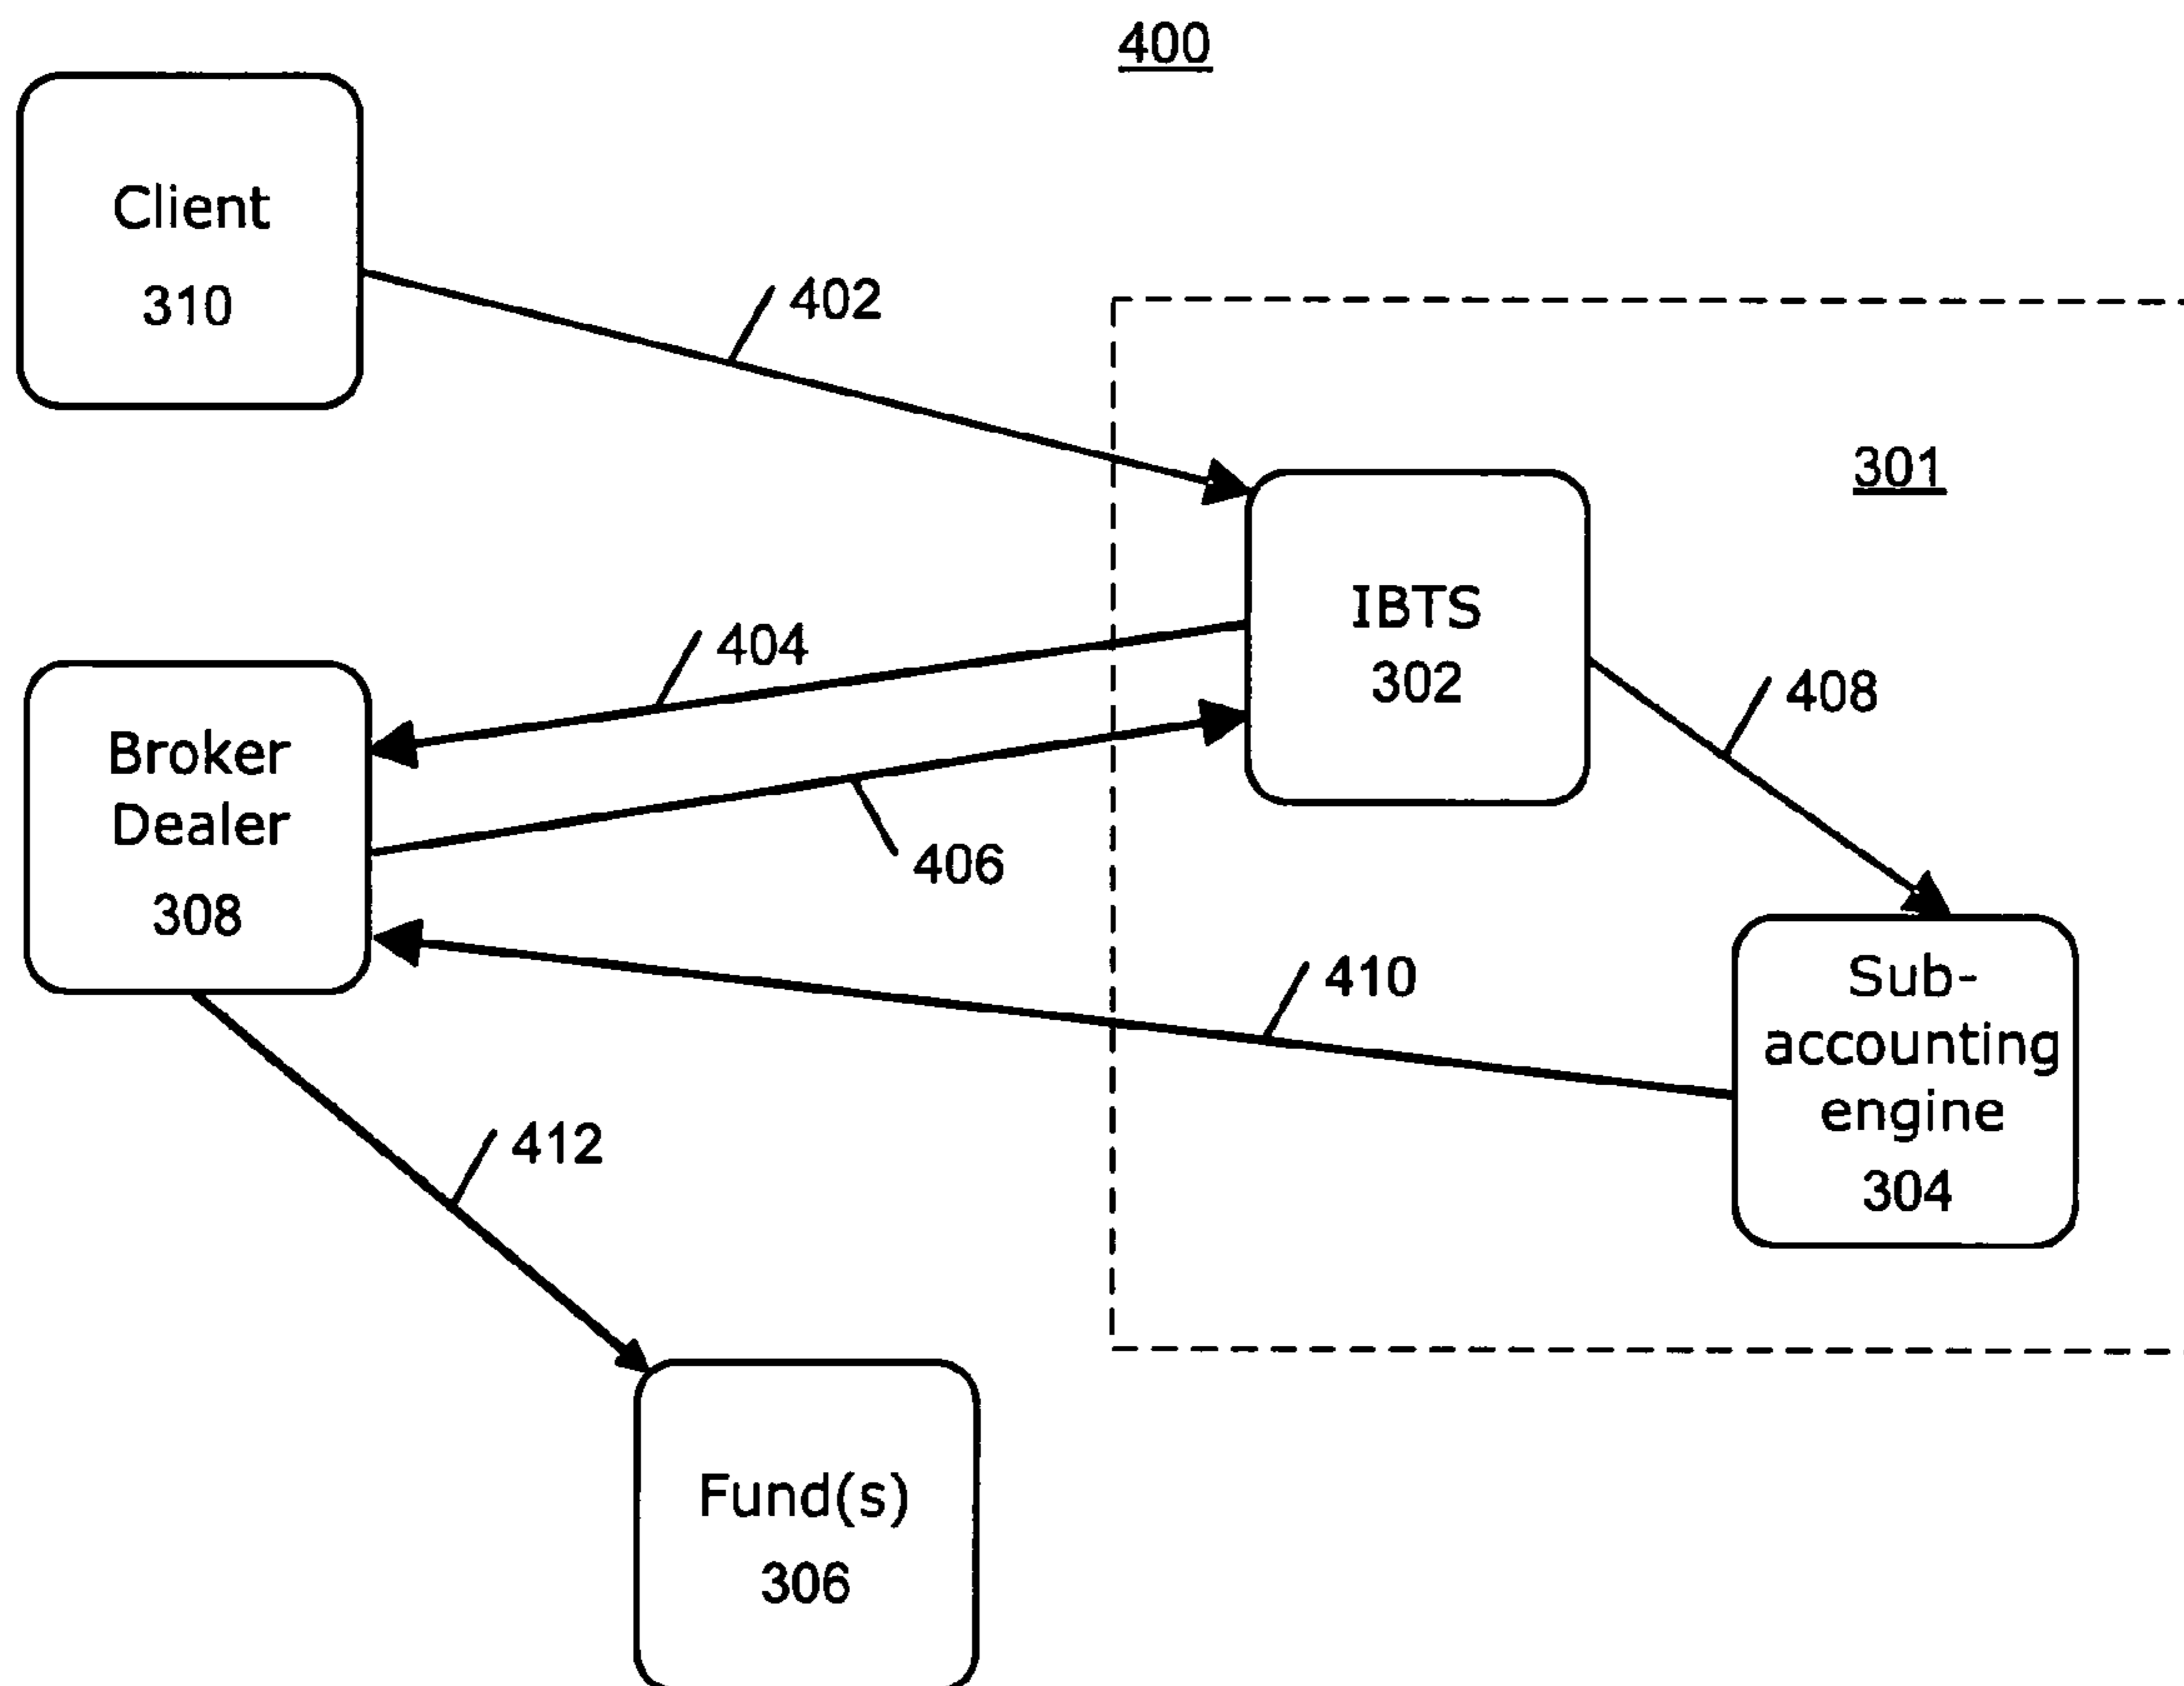 400
Client
310
402
301
IBTS
302
404
408
Broker
Dealer
308
406
410
Sub-
accounting
engine
304
412
Fund(s)
306